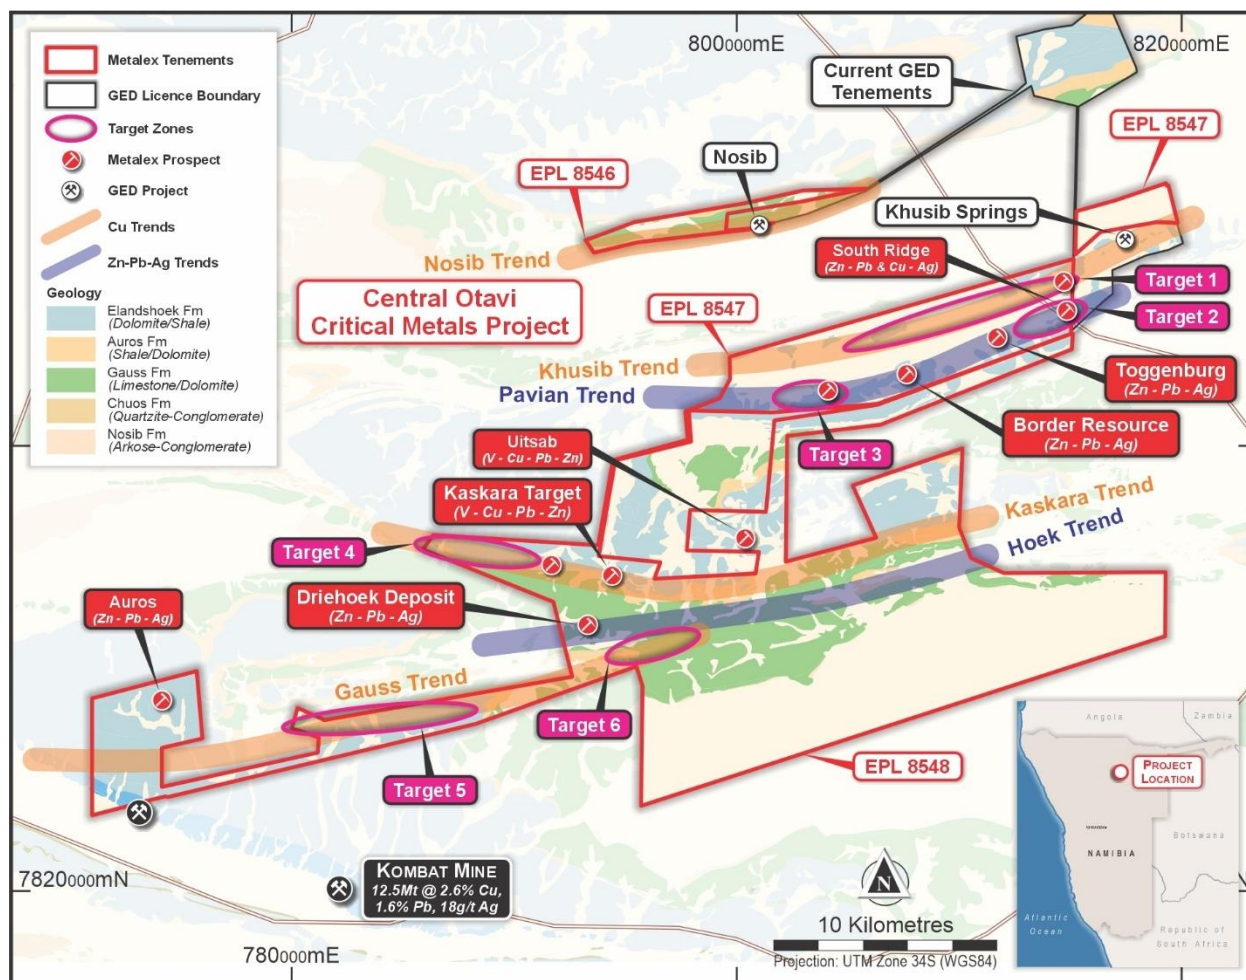 800000mE
820000mE
Metalex Tenements
GED Licence Boundary
Target Zones
Metalex Prospect
GED Project
Cu Trends
Zn-Pb-Ag Trends
Geology
Elandshoek Fm
(Dolomite/Shale)
Auros Fm
(Shale/Dolomite)
Gauss Fm
(Limestone/Dolomite)
Chuos Fm
(Quartzite-Conglomerate)
Nosib Fm
(Arkose-Conglomerate)
Current GED
Tenements
EPL 8547
Nosib
EPL 8546
Khusib Springs
Nosib Trend
South Ridge
(Zn - Pb & Cu - Ag)
Target 1
Target 2
Central Otavi
Critical Metals Project
EPL 8547
Khusib Trend
Pavian Trend
Toggenburg
(Zn - Pb - Ag)
Border Resource
(Zn - Pb - Ag)
Target 3
Uitsab
(V - Cu - Pb - Zn)
Kaskara Target
(V - Cu - Pb - Zn)
Kaskara Trend
Hoek Trend
Target 4
Driehoek Deposit
(Zn - Pb - Ag)
Auros
(Zn - Pb - Ag)
Gauss Trend
Target 6
Target 5
EPL 8548
KOMBAT MINE
12.5Mt @ 2.6% Cu,
1.6% Pb, 18g/t Ag
7820000mN
780000mE
N
10 Kilometres
Projection: UTM Zone 34S (WGS84)
Angola
Zambia
PROJECT
LOCATION
Botswana
NAMIBIA
Atlantic
Ocean
Republic of
South Africa